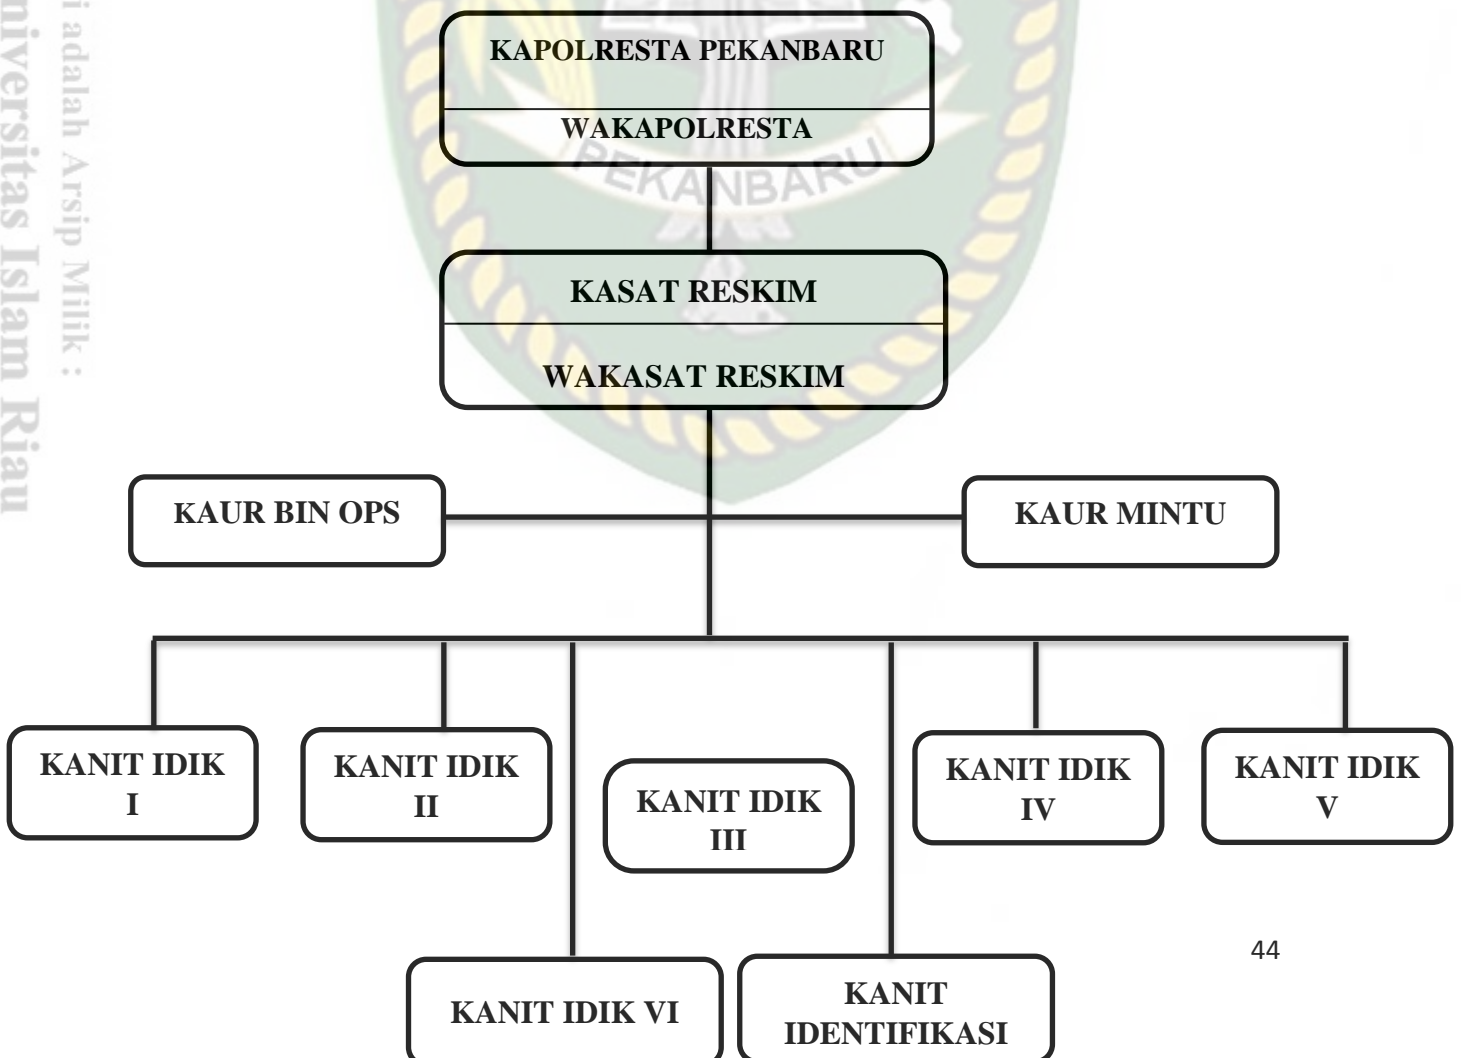 KAPOLRESTA PEKANBARU
WAKAPOLRESTA
PEKANBARU
KASAT RESKIM
WAKASAT RESKIM
KAUR BIN OPS
KAUR MINTU
KANIT IDIK
I
KANIT IDIK
II
KANIT IDIK
III
KANIT IDIK
IV
KANIT IDIK
V
KANIT IDIK VI
KANIT
IDENTIFIKASI
44
adalah Arsip Milik :
Islam Riau